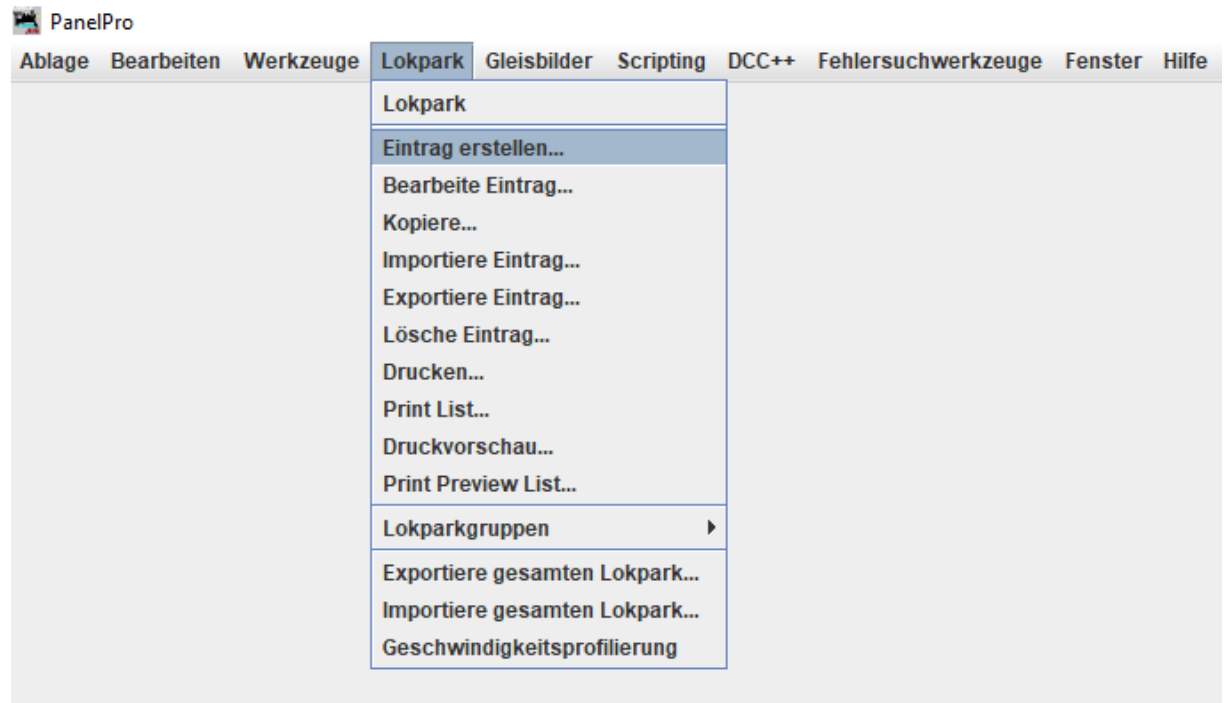 PanelPro
Ablage Bearbeiten Werkzeuge Lokpark Gleisbilder Scripting DCC++ Fehlersuchwerkzeuge Fenster Hilfe
Lokpark
Eintrag erstellen...
Bearbeite Eintrag...
Kopiere...
Importiere Eintrag...
Exportiere Eintrag...
Lösche Eintrag...
Drucken...
Print List...
Druckvorschau...
Print Preview List...
Lokparkgruppen
Exportiere gesamten Lokpark...
Importiere gesamten Lokpark...
Geschwindigkeitsprofilierung